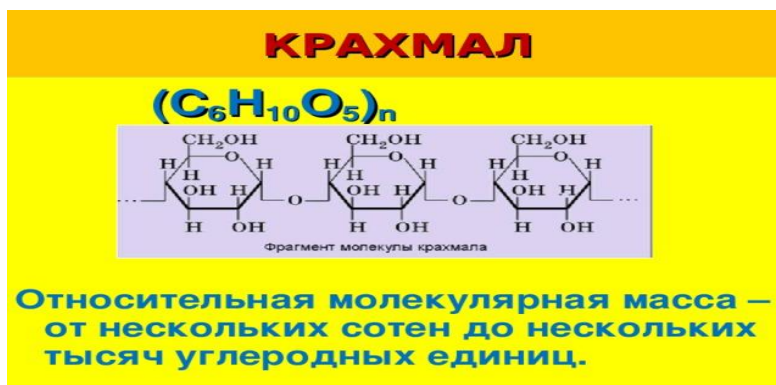 КРАХМАЛ
(C₆H₁₀O₅)n
CH₂OH CH₂OH CH₂OH
H O H H O H H O H
H H H
OH H OH H OH H
... O O ...
H OH H OH H OH
Фрагмент молекулы крахмала
Относительная молекулярная масса –
от нескольких сотен до нескольких
тысяч углеродных единиц.